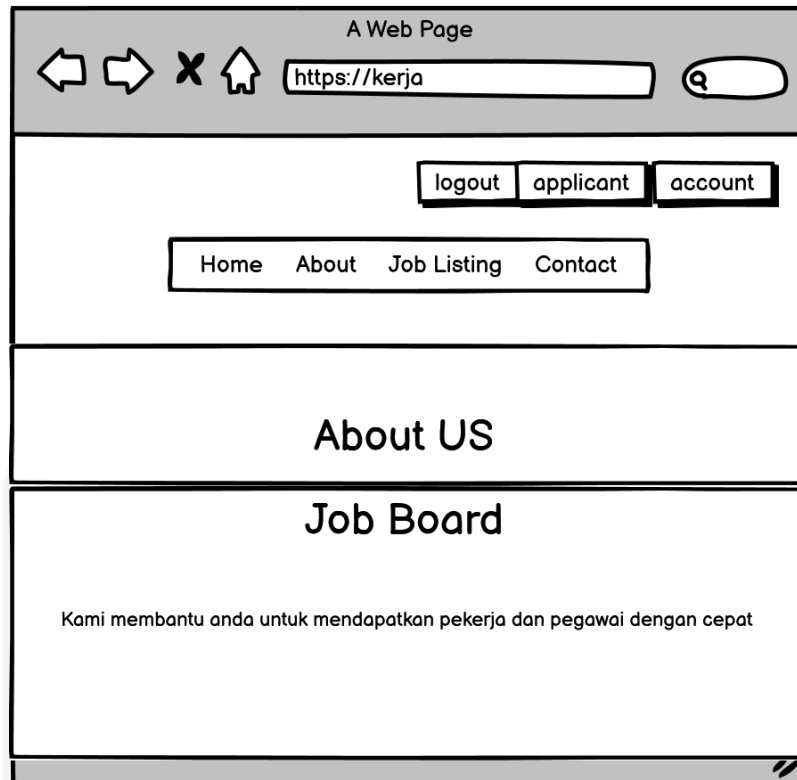 A Web Page
https://kerja
logout applicant account
Home About Job Listing Contact
About US
Job Board
Kami membantu anda untuk mendapatkan pekerja dan pegawai dengan cepat